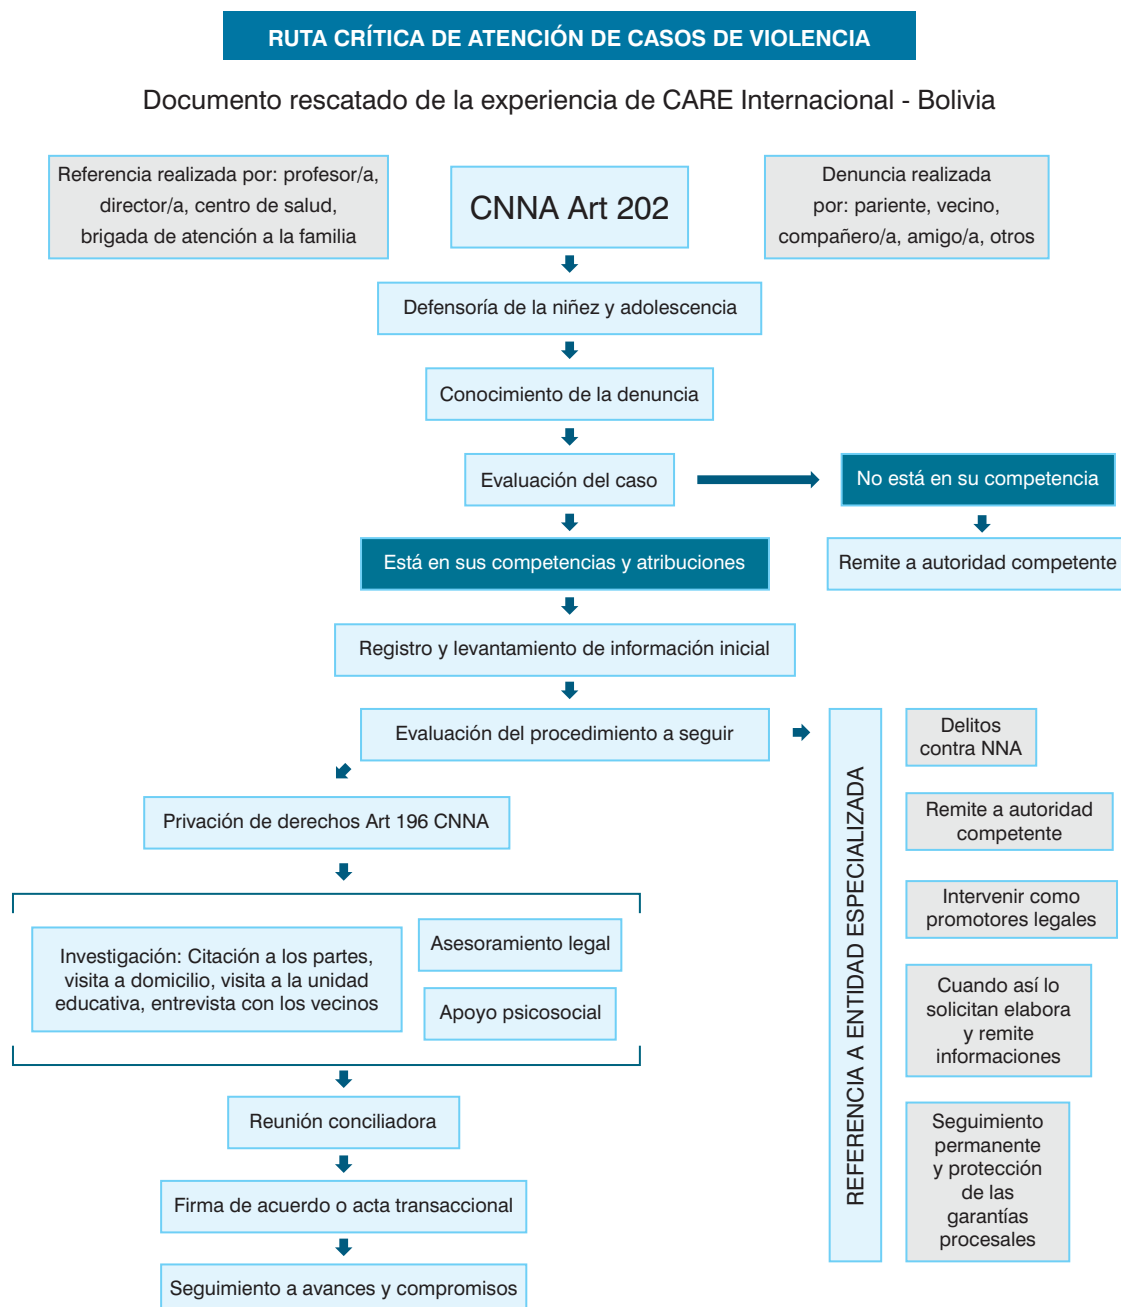 RUTA CRÍTICA DE ATENCIÓN DE CASOS DE VIOLENCIA
Documento rescatado de la experiencia de CARE Internacional - Bolivia
Referencia realizada por: profesor/a,
director/a, centro de salud,
brigada de atención a la familia
CNNA Art 202
Denuncia realizada
por: pariente, vecino,
compañero/a, amigo/a, otros
Defensoría de la niñez y adolescencia
Conocimiento de la denuncia
Evaluación del caso
No está en su competencia
Está en sus competencias y atribuciones
Remite a autoridad competente
Registro y levantamiento de información inicial
Evaluación del procedimiento a seguir
Privación de derechos Art 196 CNNA
Investigación: Citación a los partes,
visita a domicilio, visita a la unidad
educativa, entrevista con los vecinos
Asesoramiento legal
Apoyo psicosocial
Reunión conciliadora
Firma de acuerdo o acta transaccional
Seguimiento a avances y compromisos
REFERENCIA A ENTIDAD ESPECIALIZADA
Delitos
contra NNA
Remite a autoridad
competente
Intervenir como
promotores legales
Cuando así lo
solicitan elabora
y remite
informaciones
Seguimiento
permanente
y protección
de las
garantías
procesales